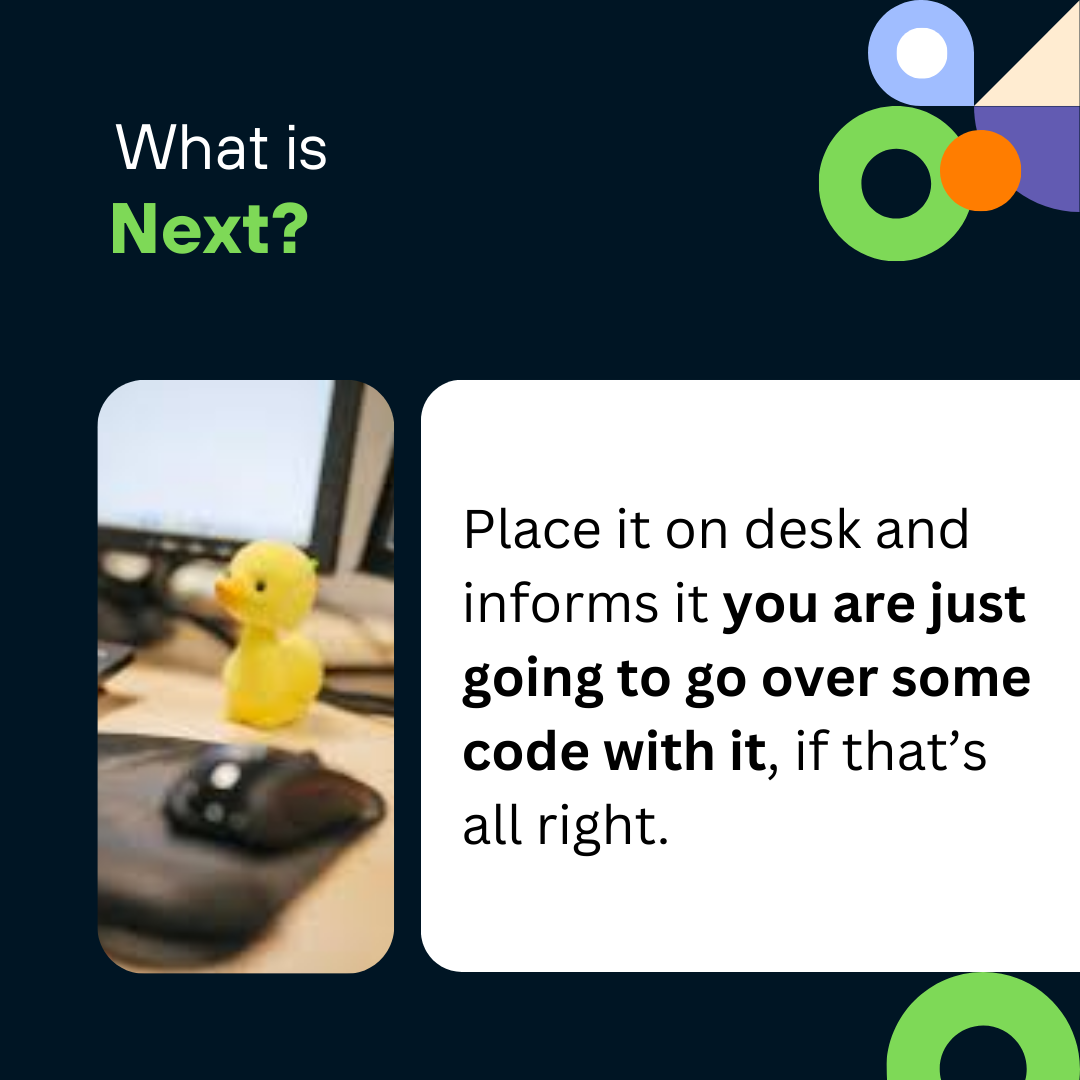 What is
Next?
Place it on desk and
informs it you are just
going to go over some
code with it, if that’s
all right.